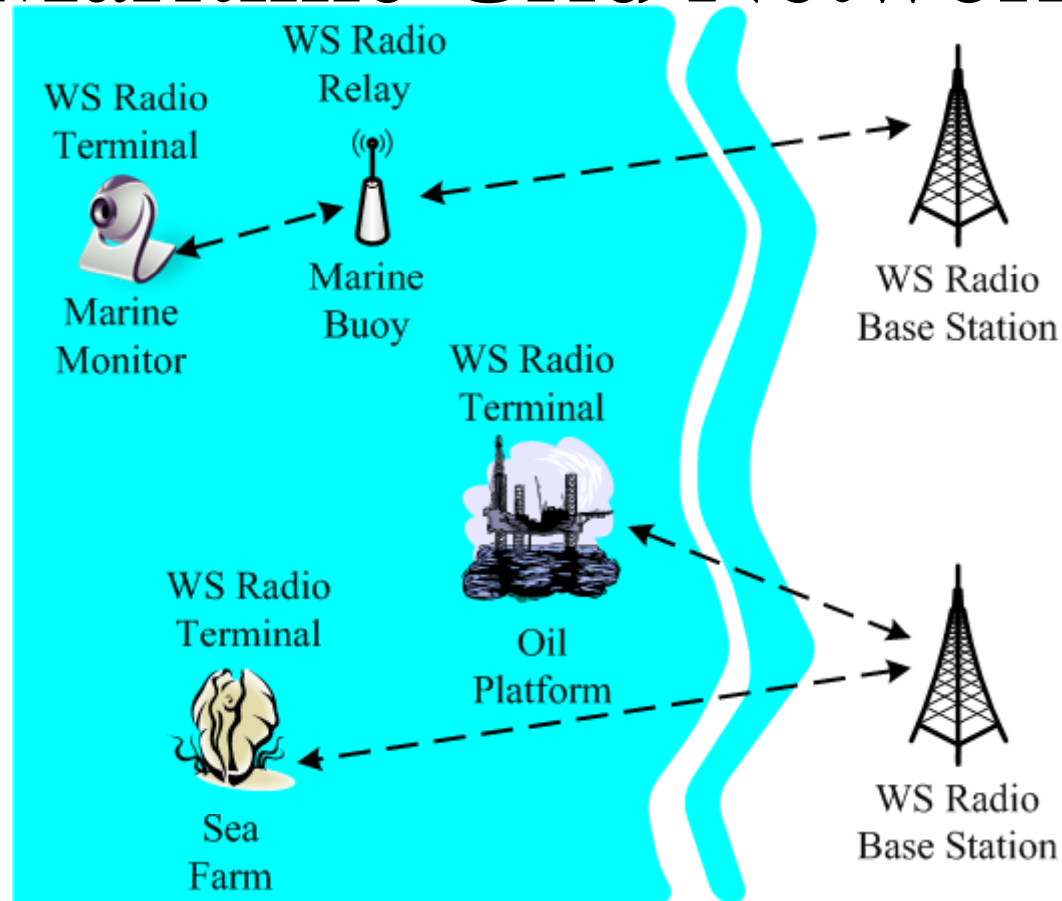 WS Radio
Relay
WS Radio
Terminal
Marine
Buoy
Marine
Monitor
WS Radio
Base Station
WS Radio
Terminal
Oil
Platform
WS Radio
Terminal
Sea
Farm
WS Radio
Base Station